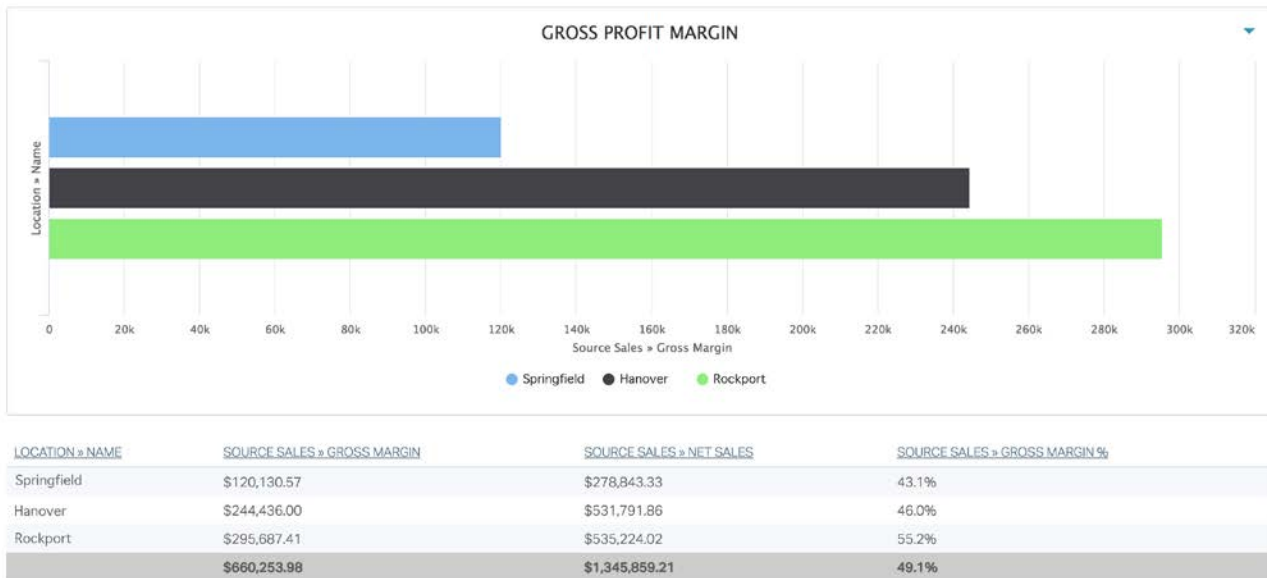 GROSS PROFIT MARGIN
Location » Name
0 20k 40k 60k 80k 100k 120k 140k 160k 180k 200k 220k 240k 260k 280k 300k 320k
Source Sales » Gross Margin
Springfield Hanover Rockport
LOCATION » NAME SOURCE SALES » GROSS MARGIN SOURCE SALES » NET SALES SOURCE SALES » GROSS MARGIN %
Springfield $120,130.57 $278,843.33 43.1%
Hanover $244,436.00 $531,791.86 46.0%
Rockport $295,687.41 $535,224.02 55.2%
$660,253.98 $1,345,859.21 49.1%